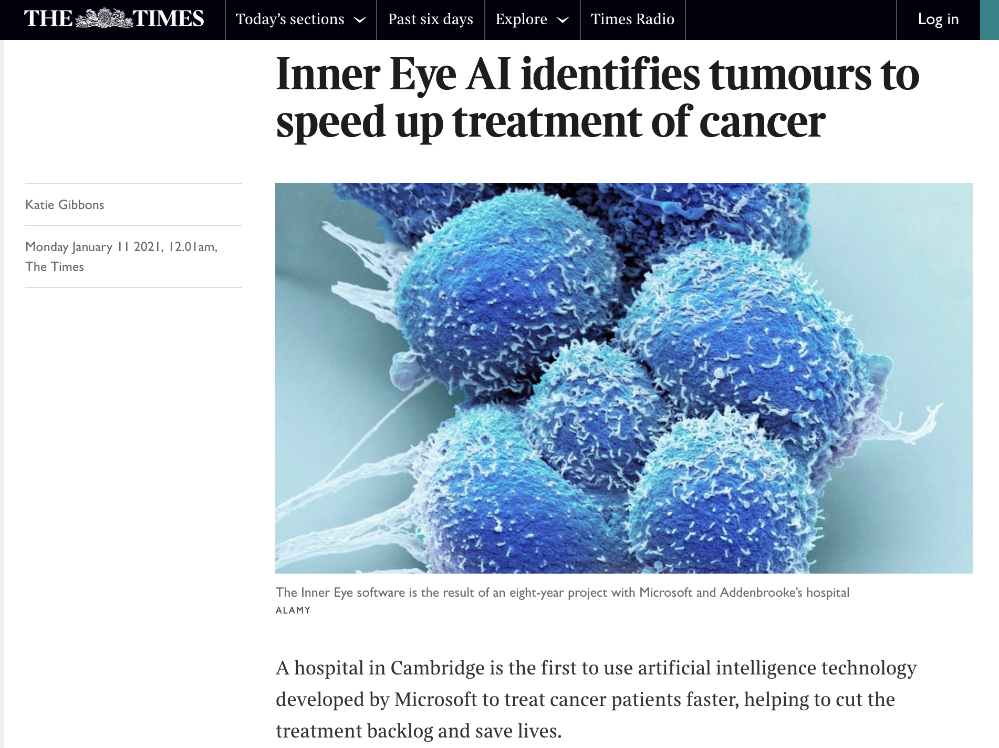 THE TIMES
Today’s sections
Past six days
Explore
Times Radio
Log in
Inner Eye AI identifies tumours to
speed up treatment of cancer
Katie Gibbons
Monday January 11 2021, 12.01am,
The Times
The Inner Eye software is the result of an eight-year project with Microsoft and Addenbrooke’s hospital
ALAMY
A hospital in Cambridge is the first to use artificial intelligence technology
developed by Microsoft to treat cancer patients faster, helping to cut the
treatment backlog and save lives.